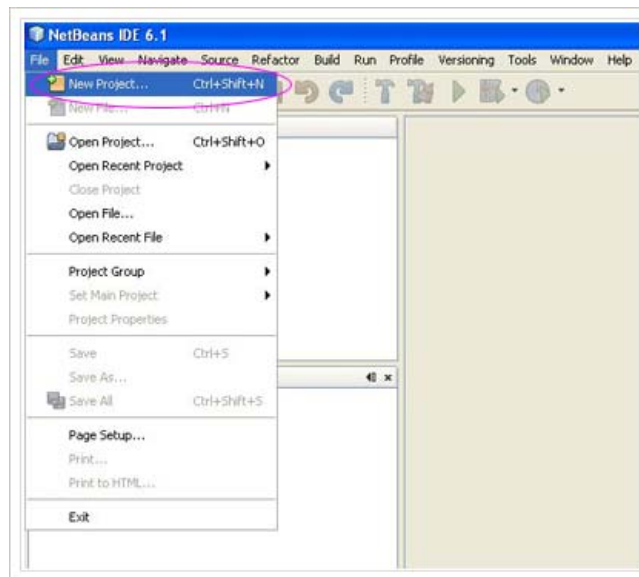 NetBeans IDE 6.1
File Edit View Navigate Source Refactor Build Run Profile Versioning Tools Window Help
New Project... Ctrl+Shift+N
New File... Ctrl+N
Open Project... Ctrl+Shift+O
Open Recent Project
Close Project
Open File...
Open Recent File
Project Group
Set Main Project
Project Properties
Save Ctrl+S
Save As...
Save All Ctrl+Shift+S
Page Setup...
Print...
Print to HTML...
Exit